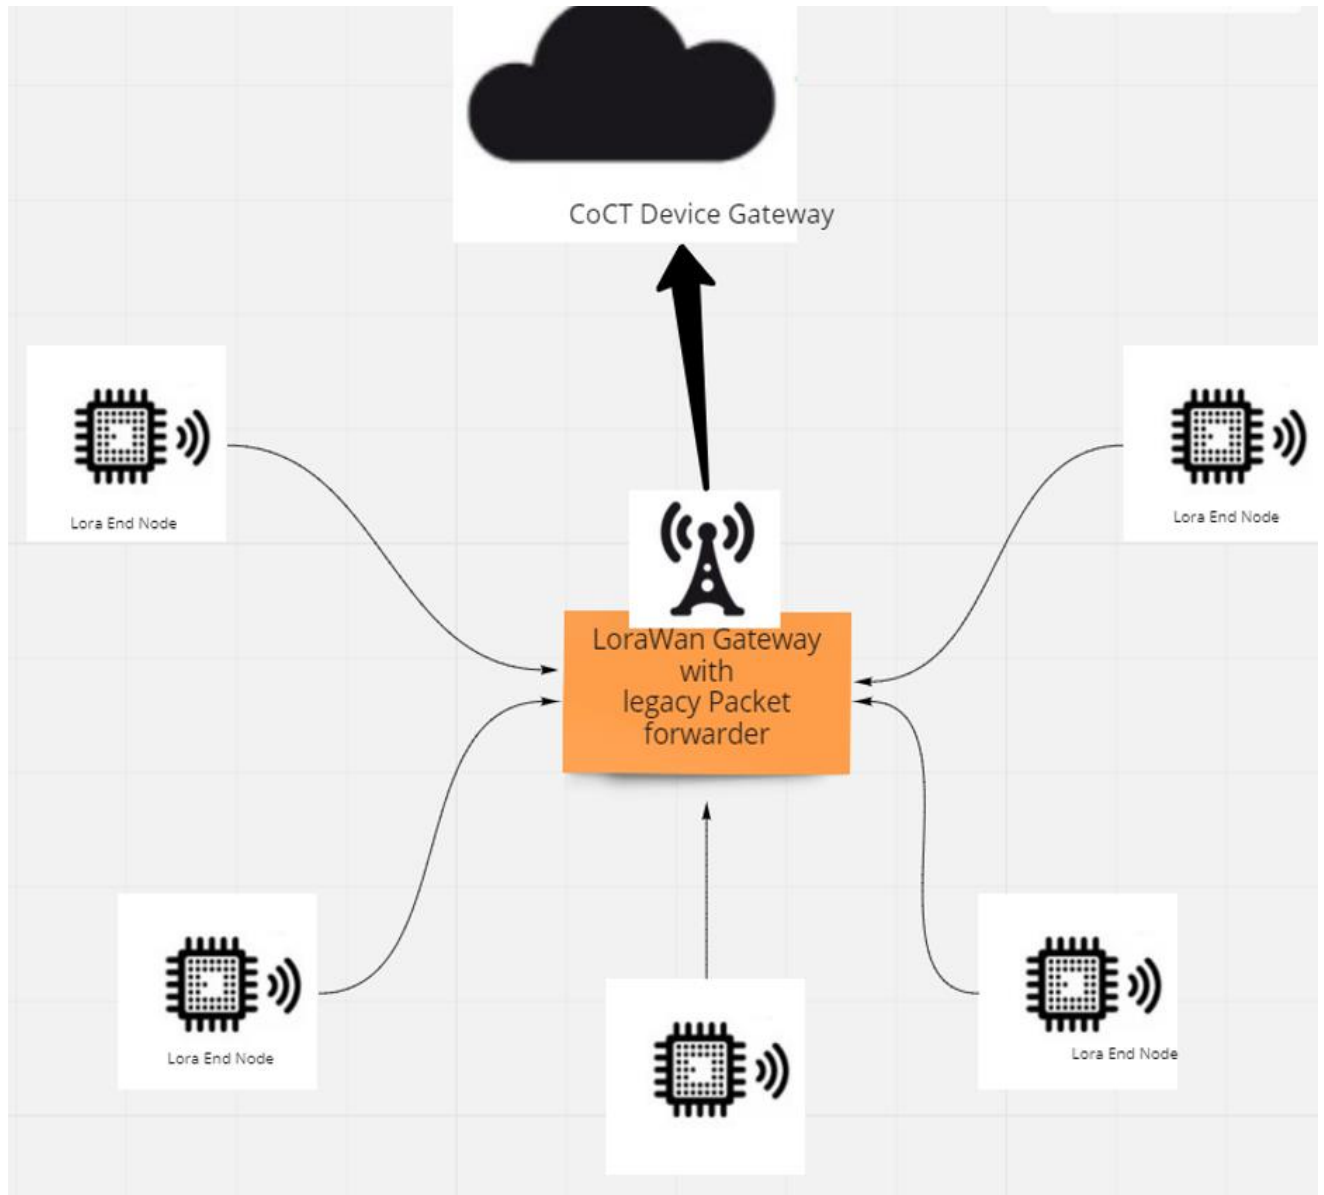 CoCT Device Gateway
Lora End Node
Lora End Node
LoraWan Gateway
with
legacy Packet
forwarder
Lora End Node
Lora End Node